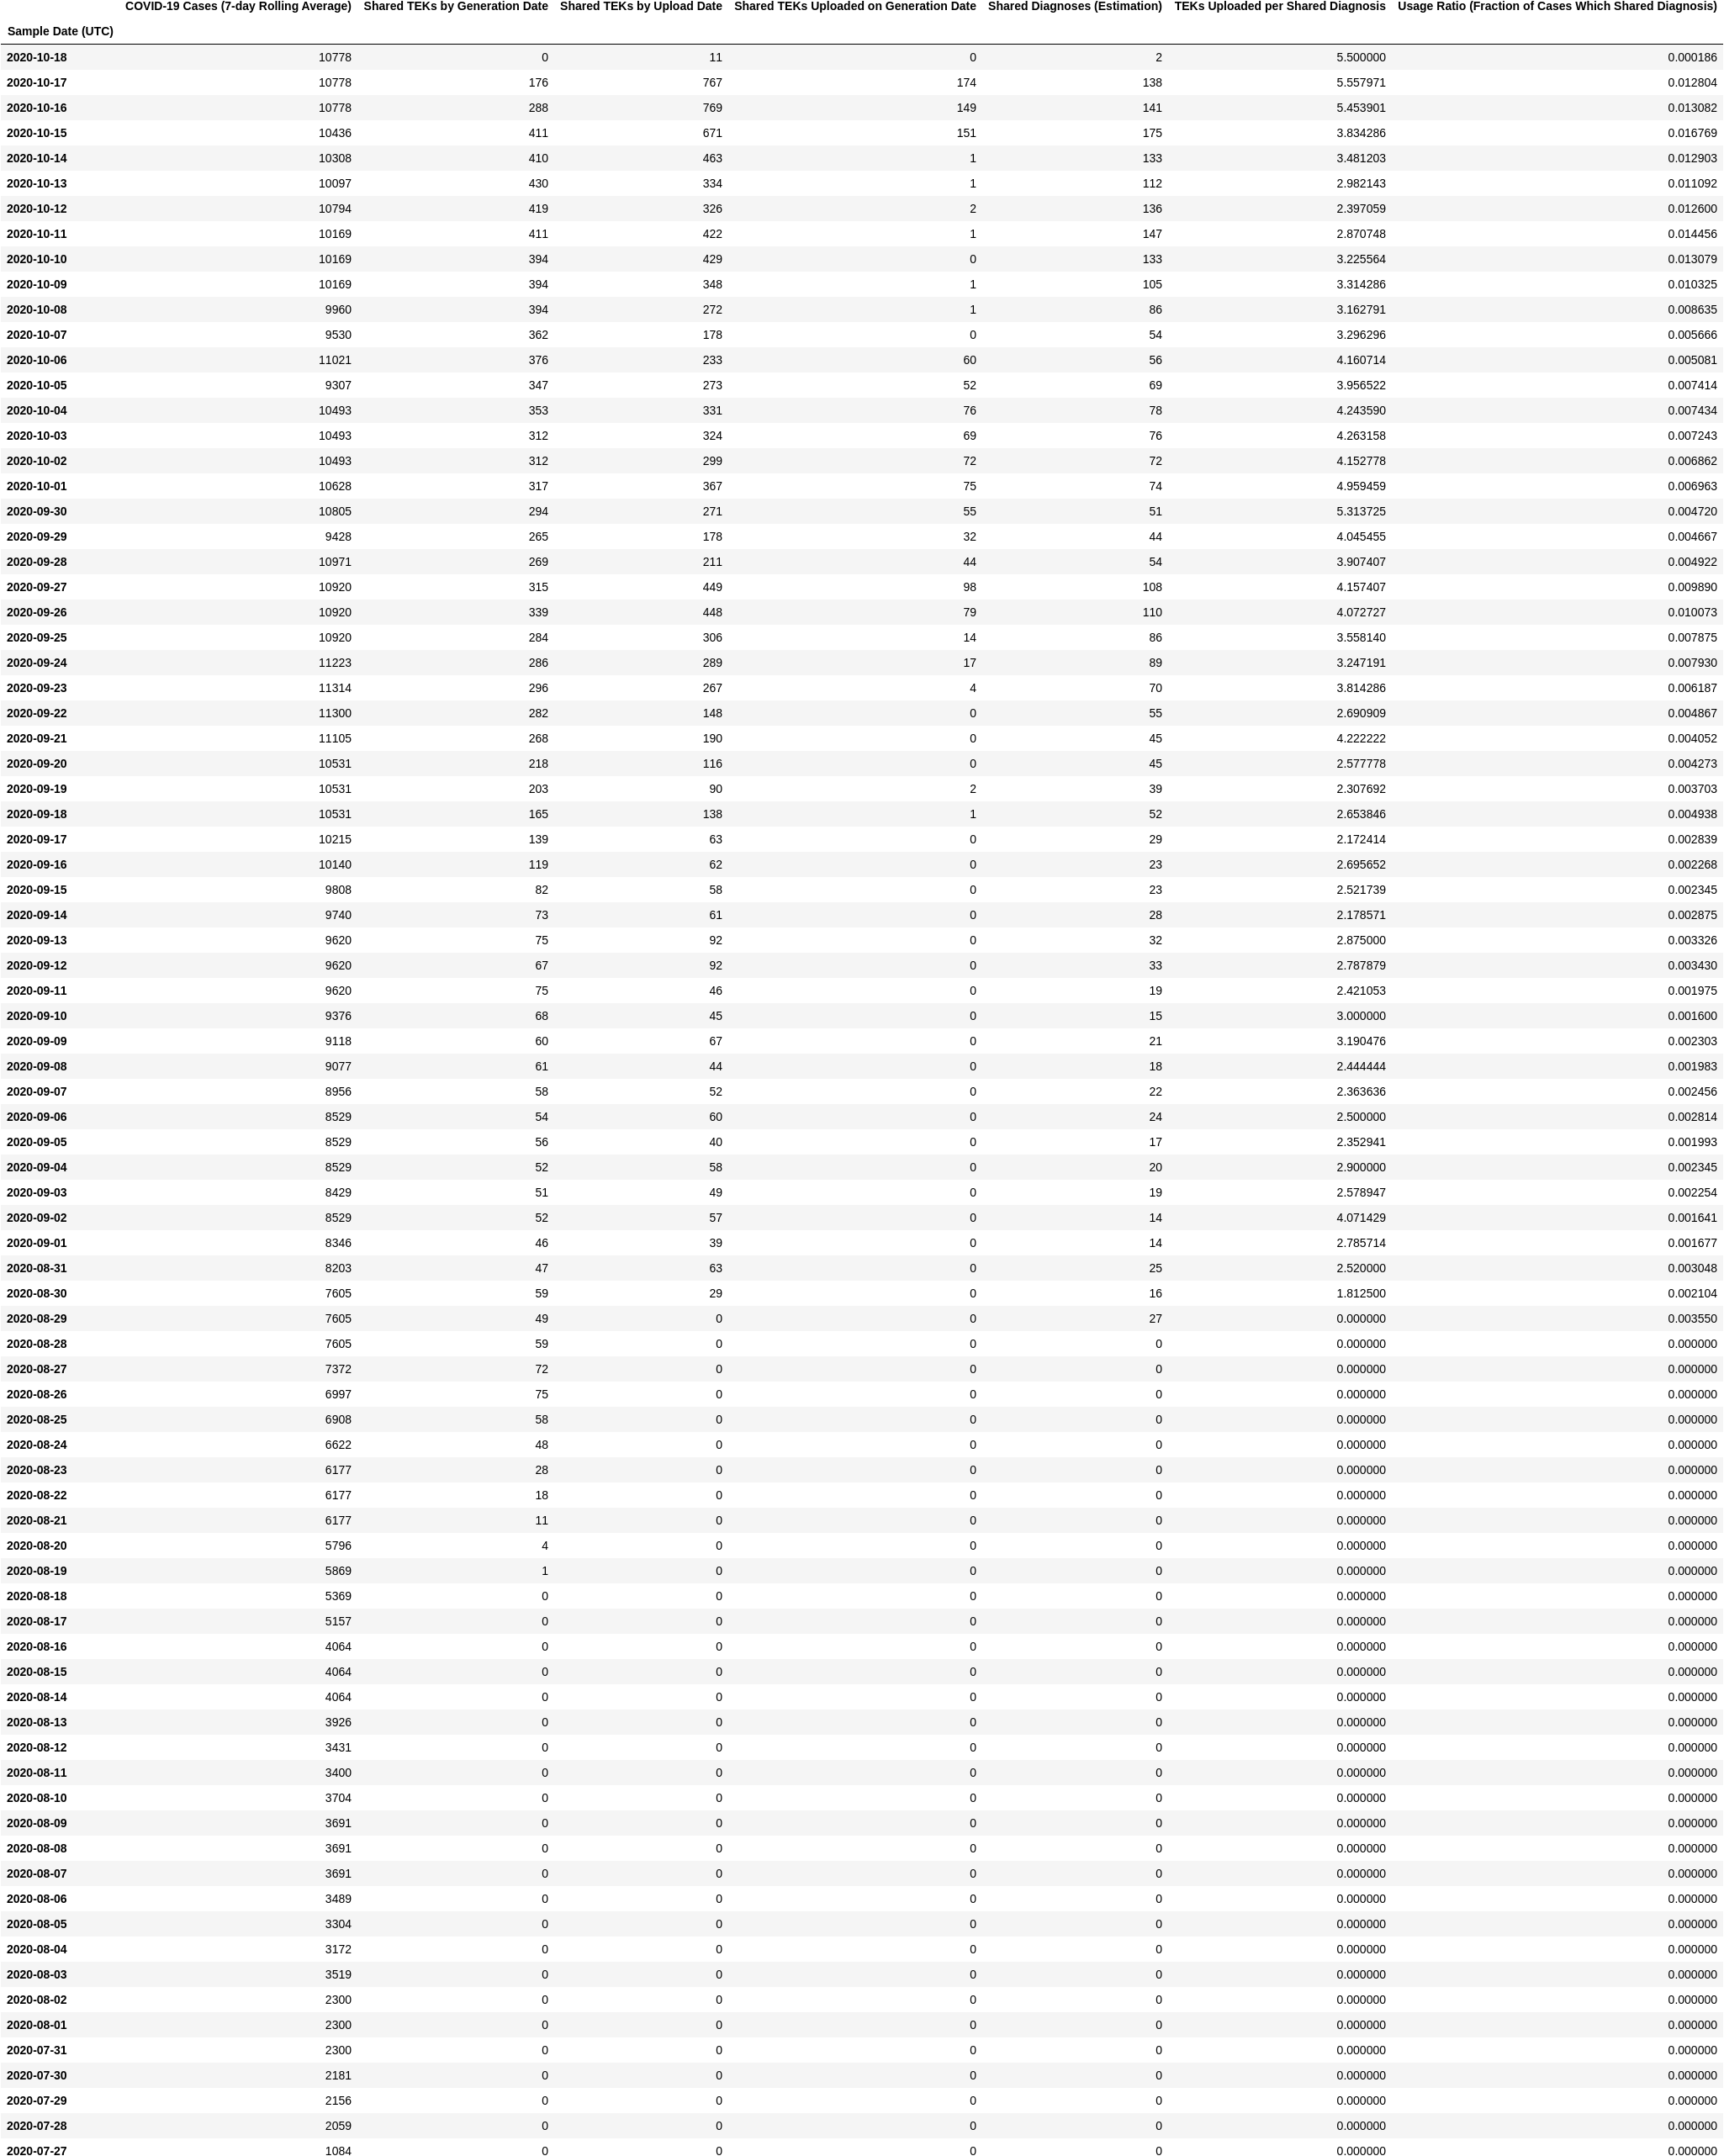 COVID-19 Cases (7-day Rolling Average) Shared TEKs by Generation Date Shared TEKs by Upload Date Shared TEKs Uploaded on Generation Date Shared Diagnoses (Estimation) TEKs Uploaded per Shared Diagnosis Usage Ratio (Fraction of Cases Which Shared Diagnosis)
Sample Date (UTC)
2020-10-18 10778 0 11 0 2 5.500000 0.000186
2020-10-17 10778 176 767 174 138 5.557971 0.012804
2020-10-16 10778 288 769 149 141 5.453901 0.013082
2020-10-15 10436 411 671 151 175 3.834286 0.016769
2020-10-14 10308 410 463 1 133 3.481203 0.012903
2020-10-13 10097 430 334 1 112 2.982143 0.011092
2020-10-12 10794 419 326 2 136 2.397059 0.012600
2020-10-11 10169 411 422 1 147 2.870748 0.014456
2020-10-10 10169 394 429 0 133 3.225564 0.013079
2020-10-09 10169 394 348 1 105 3.314286 0.010325
2020-10-08 9960 394 272 1 86 3.162791 0.008635
2020-10-07 9530 362 178 0 54 3.296296 0.005666
2020-10-06 11021 376 233 60 56 4.160714 0.005081
2020-10-05 9307 347 273 52 69 3.956522 0.007414
2020-10-04 10493 353 331 76 78 4.243590 0.007434
2020-10-03 10493 312 324 69 76 4.263158 0.007243
2020-10-02 10493 312 299 72 72 4.152778 0.006862
2020-10-01 10628 317 367 75 74 4.959459 0.006963
2020-09-30 10805 294 271 55 51 5.313725 0.004720
2020-09-29 9428 265 178 32 44 4.045455 0.004667
2020-09-28 10971 269 211 44 54 3.907407 0.004922
2020-09-27 10920 315 449 98 108 4.157407 0.009890
2020-09-26 10920 339 448 79 110 4.072727 0.010073
2020-09-25 10920 284 306 14 86 3.558140 0.007875
2020-09-24 11223 286 289 17 89 3.247191 0.007930
2020-09-23 11314 296 267 4 70 3.814286 0.006187
2020-09-22 11300 282 148 0 55 2.690909 0.004867
2020-09-21 11105 268 190 0 45 4.222222 0.004052
2020-09-20 10531 218 116 0 45 2.577778 0.004273
2020-09-19 10531 203 90 2 39 2.307692 0.003703
2020-09-18 10531 165 138 1 52 2.653846 0.004938
2020-09-17 10215 139 63 0 29 2.172414 0.002839
2020-09-16 10140 119 62 0 23 2.695652 0.002268
2020-09-15 9808 82 58 0 23 2.521739 0.002345
2020-09-14 9740 73 61 0 28 2.178571 0.002875
2020-09-13 9620 75 92 0 32 2.875000 0.003326
2020-09-12 9620 67 92 0 33 2.787879 0.003430
2020-09-11 9620 75 46 0 19 2.421053 0.001975
2020-09-10 9376 68 45 0 15 3.000000 0.001600
2020-09-09 9118 60 67 0 21 3.190476 0.002303
2020-09-08 9077 61 44 0 18 2.444444 0.001983
2020-09-07 8956 58 52 0 22 2.363636 0.002456
2020-09-06 8529 54 60 0 24 2.500000 0.002814
2020-09-05 8529 56 40 0 17 2.352941 0.001993
2020-09-04 8529 52 58 0 20 2.900000 0.002345
2020-09-03 8429 51 49 0 19 2.578947 0.002254
2020-09-02 8529 52 57 0 14 4.071429 0.001641
2020-09-01 8346 46 39 0 14 2.785714 0.001677
2020-08-31 8203 47 63 0 25 2.520000 0.003048
2020-08-30 7605 59 29 0 16 1.812500 0.002104
2020-08-29 7605 49 0 0 27 0.000000 0.003550
2020-08-28 7605 59 0 0 0 0.000000 0.000000
2020-08-27 7372 72 0 0 0 0.000000 0.000000
2020-08-26 6997 75 0 0 0 0.000000 0.000000
2020-08-25 6908 58 0 0 0 0.000000 0.000000
2020-08-24 6622 48 0 0 0 0.000000 0.000000
2020-08-23 6177 28 0 0 0 0.000000 0.000000
2020-08-22 6177 18 0 0 0 0.000000 0.000000
2020-08-21 6177 11 0 0 0 0.000000 0.000000
2020-08-20 5796 4 0 0 0 0.000000 0.000000
2020-08-19 5869 1 0 0 0 0.000000 0.000000
2020-08-18 5369 0 0 0 0 0.000000 0.000000
2020-08-17 5157 0 0 0 0 0.000000 0.000000
2020-08-16 4064 0 0 0 0 0.000000 0.000000
2020-08-15 4064 0 0 0 0 0.000000 0.000000
2020-08-14 4064 0 0 0 0 0.000000 0.000000
2020-08-13 3926 0 0 0 0 0.000000 0.000000
2020-08-12 3431 0 0 0 0 0.000000 0.000000
2020-08-11 3400 0 0 0 0 0.000000 0.000000
2020-08-10 3704 0 0 0 0 0.000000 0.000000
2020-08-09 3691 0 0 0 0 0.000000 0.000000
2020-08-08 3691 0 0 0 0 0.000000 0.000000
2020-08-07 3691 0 0 0 0 0.000000 0.000000
2020-08-06 3489 0 0 0 0 0.000000 0.000000
2020-08-05 3304 0 0 0 0 0.000000 0.000000
2020-08-04 3172 0 0 0 0 0.000000 0.000000
2020-08-03 3519 0 0 0 0 0.000000 0.000000
2020-08-02 2300 0 0 0 0 0.000000 0.000000
2020-08-01 2300 0 0 0 0 0.000000 0.000000
2020-07-31 2300 0 0 0 0 0.000000 0.000000
2020-07-30 2181 0 0 0 0 0.000000 0.000000
2020-07-29 2156 0 0 0 0 0.000000 0.000000
2020-07-28 2059 0 0 0 0 0.000000 0.000000
2020-07-27 1084 0 0 0 0 0.000000 0.000000